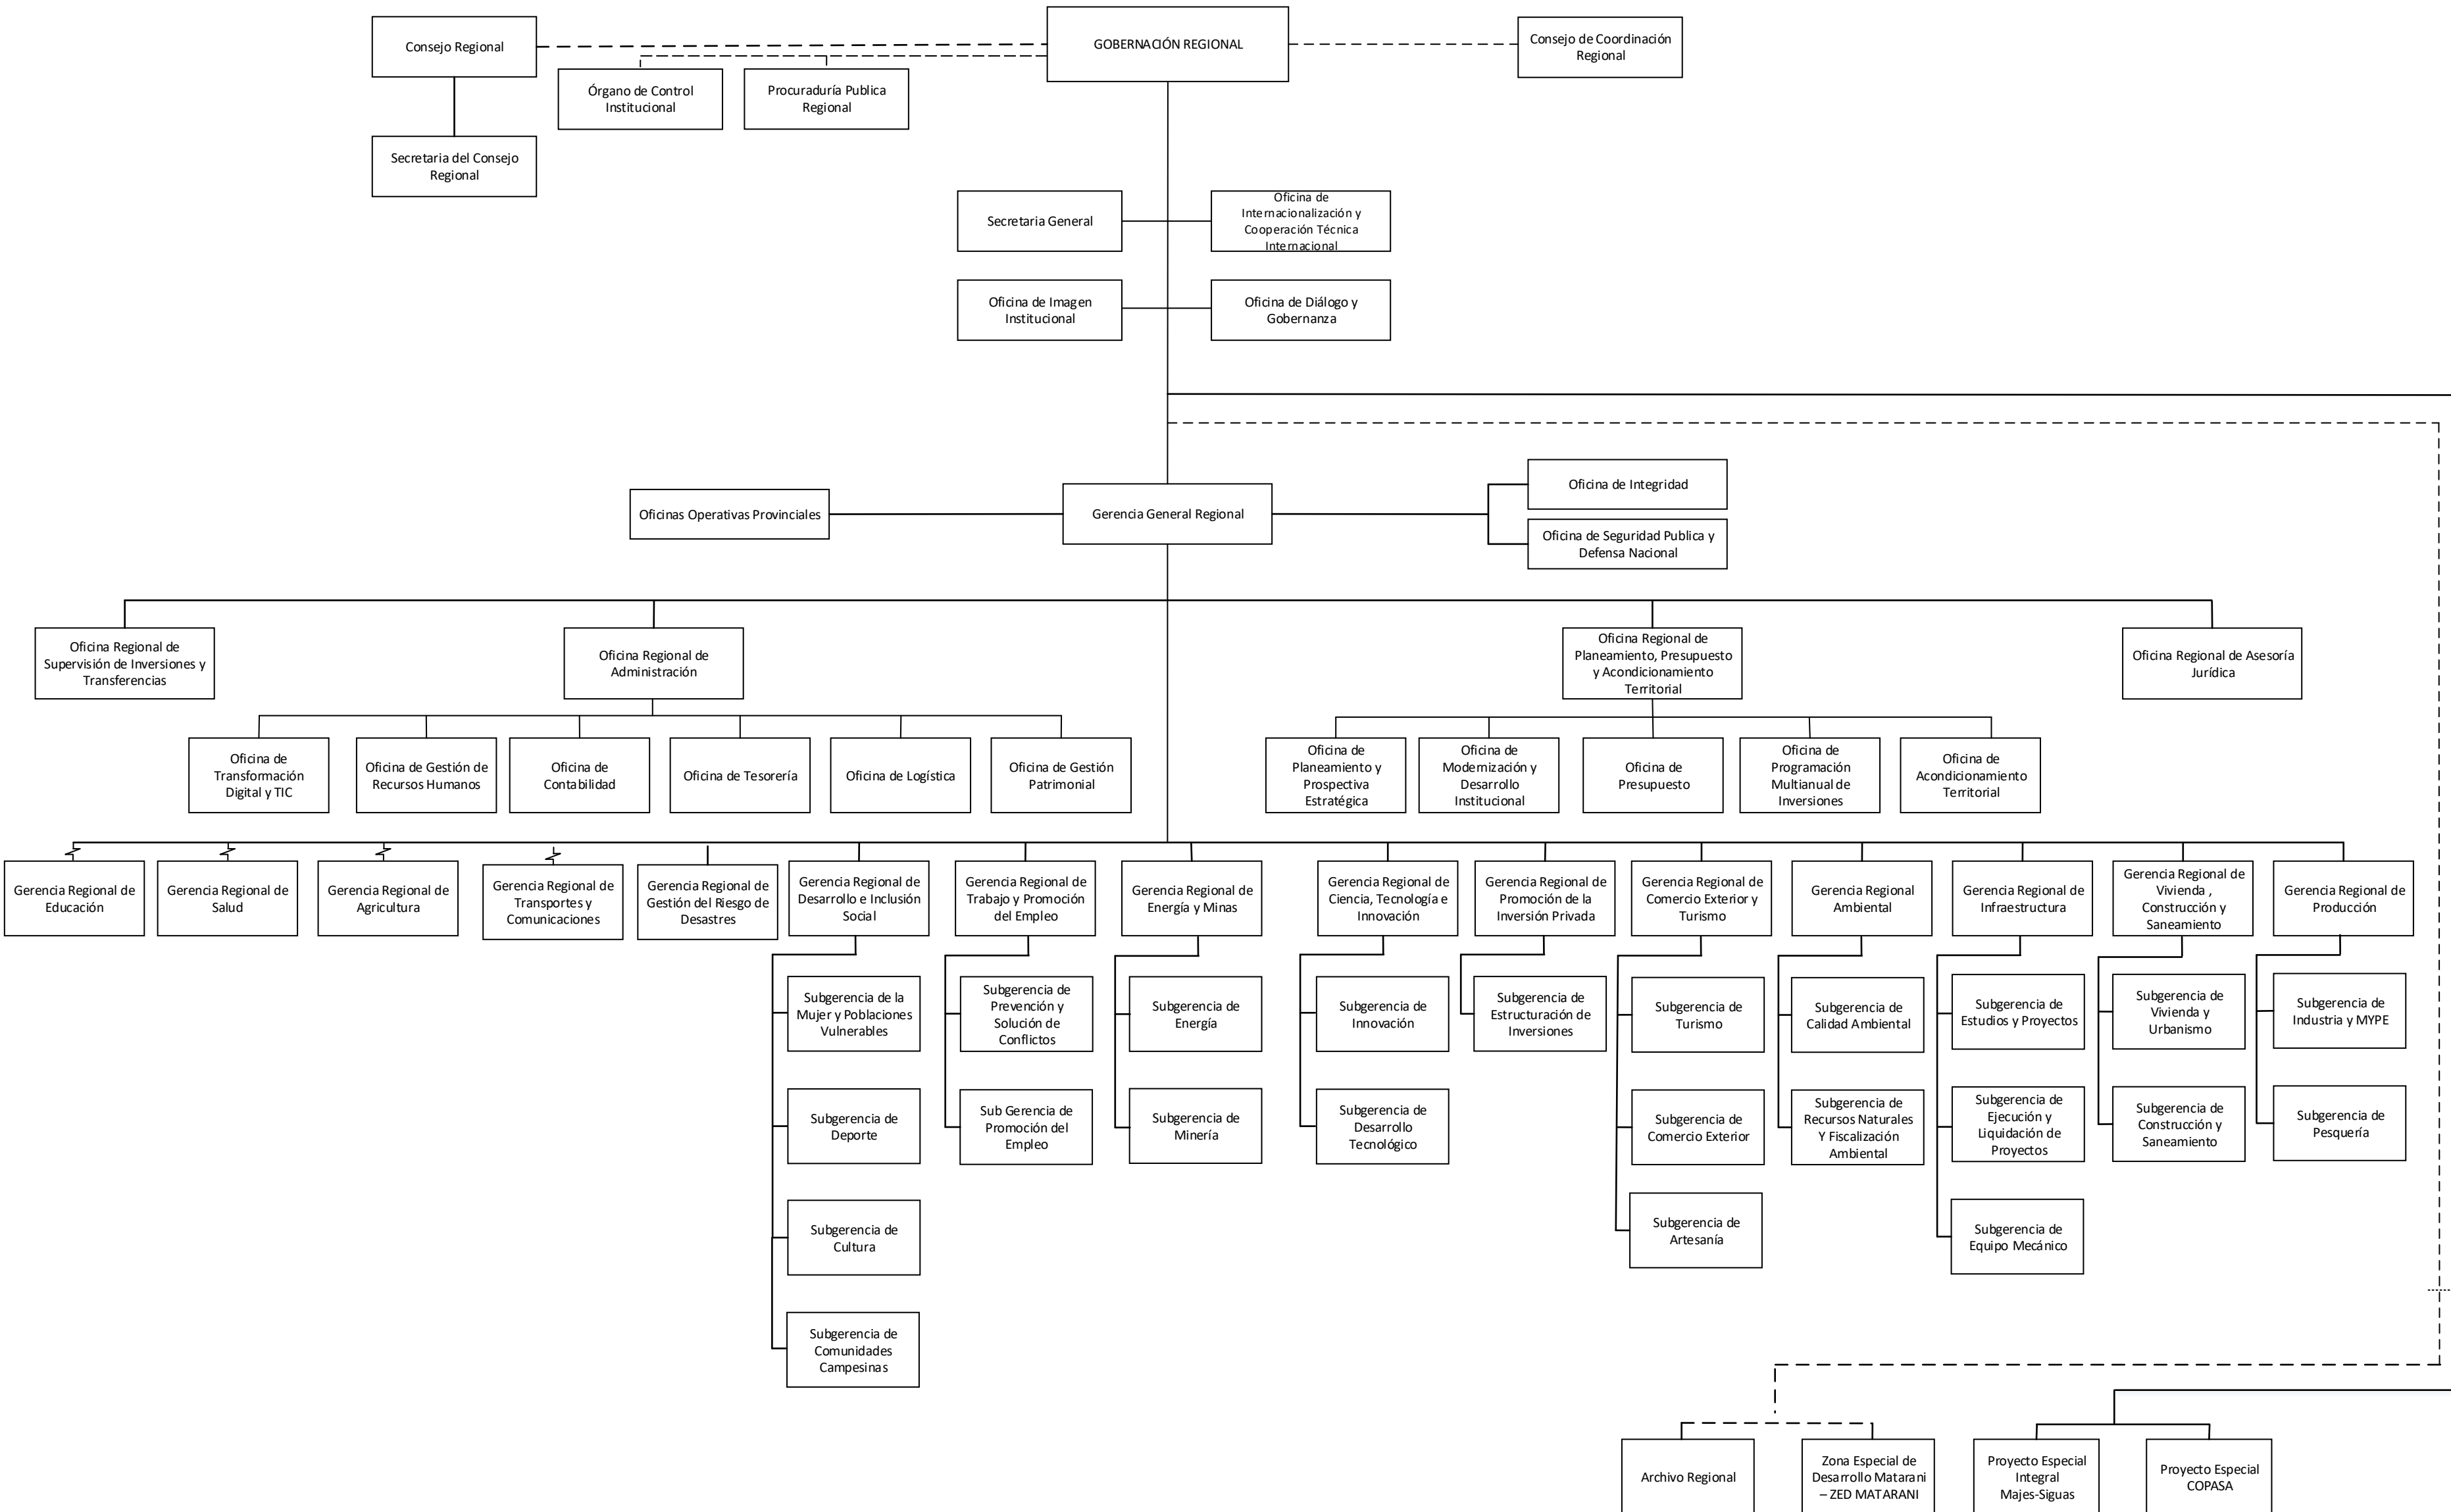 Consejo Regional
GOBERNACIÓN REGIONAL
Consejo de Coordinación
Regional
Órgano de Control
Institucional
Procuraduría Publica
Regional
Secretaria del Consejo
Regional
Secretaria General
Oficina de
Internacionalización y
Cooperación Técnica
Internacional
Oficina de Imagen
Institucional
Oficina de Diálogo y
Gobernanza
Oficinas Operativas Provinciales
Gerencia General Regional
Oficina de Integridad
Oficina de Seguridad Publica y
Defensa Nacional
Oficina Regional de
Supervisión de Inversiones y
Transferencias
Oficina Regional de
Administración
Oficina Regional de
Planeamiento, Presupuesto
y Acondicionamiento
Territorial
Oficina Regional de Asesoría
Jurídica
Oficina de
Transformación
Digital y TIC
Oficina de Gestión de
Recursos Humanos
Oficina de
Contabilidad
Oficina de Tesorería
Oficina de Logística
Oficina de Gestión
Patrimonial
Oficina de
Planeamiento y
Prospectiva
Estratégica
Oficina de
Modernización y
Desarrollo
Institucional
Oficina de
Presupuesto
Oficina de
Programación
Multianual de
Inversiones
Oficina de
Acondicionamiento
Territorial
Gerencia Regional de
Educación
Gerencia Regional de
Salud
Gerencia Regional de
Agricultura
Gerencia Regional de
Transportes y
Comunicaciones
Gerencia Regional de
Gestión del Riesgo de
Desastres
Gerencia Regional de
Desarrollo e Inclusión
Social
Gerencia Regional de
Trabajo y Promoción
del Empleo
Gerencia Regional de
Energía y Minas
Gerencia Regional de
Ciencia, Tecnología e
Innovación
Gerencia Regional de
Promoción de la
Inversión Privada
Gerencia Regional de
Comercio Exterior y
Turismo
Gerencia Regional
Ambiental
Gerencia Regional de
Infraestructura
Gerencia Regional de
Vivienda ,
Construcción y
Saneamiento
Gerencia Regional de
Producción
Subgerencia de la
Mujer y Poblaciones
Vulnerables
Subgerencia de
Prevención y
Solución de
Conflictos
Subgerencia de
Energía
Subgerencia de
Innovación
Subgerencia de
Estructuración de
Inversiones
Subgerencia de
Turismo
Subgerencia de
Calidad Ambiental
Subgerencia de
Estudios y Proyectos
Subgerencia de
Vivienda y
Urbanismo
Subgerencia de
Industria y MYPE
Subgerencia de
Deporte
Sub Gerencia de
Promoción del
Empleo
Subgerencia de
Minería
Subgerencia de
Desarrollo
Tecnológico
Subgerencia de
Comercio Exterior
Subgerencia de
Recursos Naturales
Y Fiscalización
Ambiental
Subgerencia de
Ejecución y
Liquidación de
Proyectos
Subgerencia de
Construcción y
Saneamiento
Subgerencia de
Pesquería
Subgerencia de
Cultura
Subgerencia de
Artesanía
Subgerencia de
Equipo Mecánico
Subgerencia de
Comunidades
Campesinas
Archivo Regional
Zona Especial de
Desarrollo Matarani
– ZED MATARANI
Proyecto Especial
Integral
Majes-Siguas
Proyecto Especial
COPASA